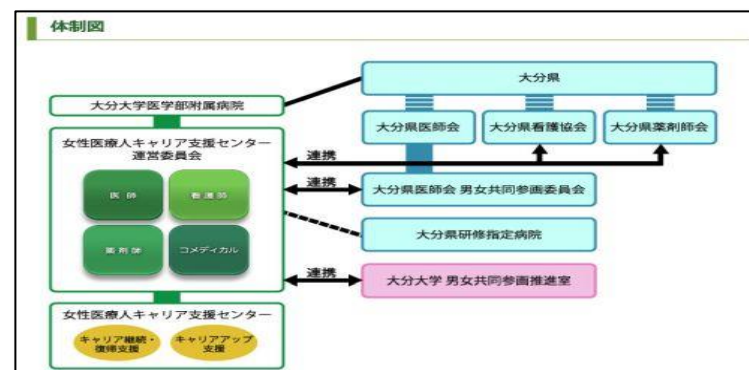 体制図
大分県
大分大学医学部附属病院
大分県医師会
大分県看護協会
大分県薬剤師会
女性医療人キャリア支援センター
運営委員会
連携
医師
看護師
連携
大分県医師会 男女共同参画委員会
大分県研修指定病院
薬剤師
コメディカル
連携
大分大学 男女共同参画推進室
女性医療人キャリア支援センター
キャリア継続・
復帰支援
キャリアアップ
支援